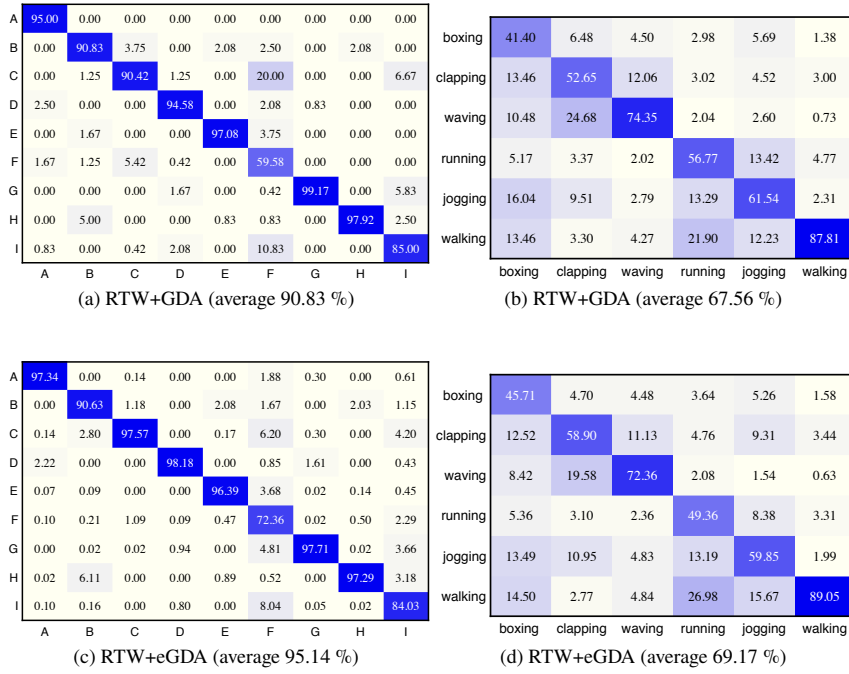 A 95.00 0.00 0.00 0.00 0.00 0.00 0.00 0.00 0.00
B 0.00 90.83 3.75 0.00 2.08 2.50 0.00 2.08 0.00
C 0.00 1.25 90.42 1.25 0.00 20.00 0.00 0.00 6.67
D 2.50 0.00 0.00 94.58 0.00 2.08 0.83 0.00 0.00
E 0.00 1.67 0.00 0.00 97.08 3.75 0.00 0.00 0.00
F 1.67 1.25 5.42 0.42 0.00 59.58 0.00 0.00 0.00
G 0.00 0.00 0.00 1.67 0.00 0.42 99.17 0.00 5.83
H 0.00 5.00 0.00 0.00 0.83 0.83 0.00 97.92 2.50
I 0.83 0.00 0.42 2.08 0.00 10.83 0.00 0.00 85.00
A B C D E F G H I
(a) RTW+GDA (average 90.83 %)
boxing 41.40 6.48 4.50 2.98 5.69 1.38
clapping 13.46 52.65 12.06 3.02 4.52 3.00
waving 10.48 24.68 74.35 2.04 2.60 0.73
running 5.17 3.37 2.02 56.77 13.42 4.77
jogging 16.04 9.51 2.79 13.29 61.54 2.31
walking 13.46 3.30 4.27 21.90 12.23 87.81
boxing clapping waving running jogging walking
(b) RTW+GDA (average 67.56 %)
A 97.34 0.00 0.14 0.00 0.00 1.88 0.30 0.00 0.61
B 0.00 90.63 1.18 0.00 2.08 1.67 0.00 2.03 1.15
C 0.14 2.80 97.57 0.00 0.17 6.20 0.30 0.00 4.20
D 2.22 0.00 0.00 98.18 0.00 0.85 1.61 0.00 0.43
E 0.07 0.09 0.00 0.00 96.39 3.68 0.02 0.14 0.45
F 0.10 0.21 1.09 0.09 0.47 72.36 0.02 0.50 2.29
G 0.00 0.02 0.02 0.94 0.00 4.81 97.71 0.02 3.66
H 0.02 6.11 0.00 0.00 0.89 0.52 0.00 97.29 3.18
I 0.10 0.16 0.00 0.80 0.00 8.04 0.05 0.02 84.03
A B C D E F G H I
(c) RTW+eGDA (average 95.14 %)
boxing 45.71 4.70 4.48 3.64 5.26 1.58
clapping 12.52 58.90 11.13 4.76 9.31 3.44
waving 8.42 19.58 72.36 2.08 1.54 0.63
running 5.36 3.10 2.36 49.36 8.38 3.31
jogging 13.49 10.95 4.83 13.19 59.85 1.99
walking 14.50 2.77 4.84 26.98 15.67 89.05
boxing clapping waving running jogging walking
(d) RTW+eGDA (average 69.17 %)